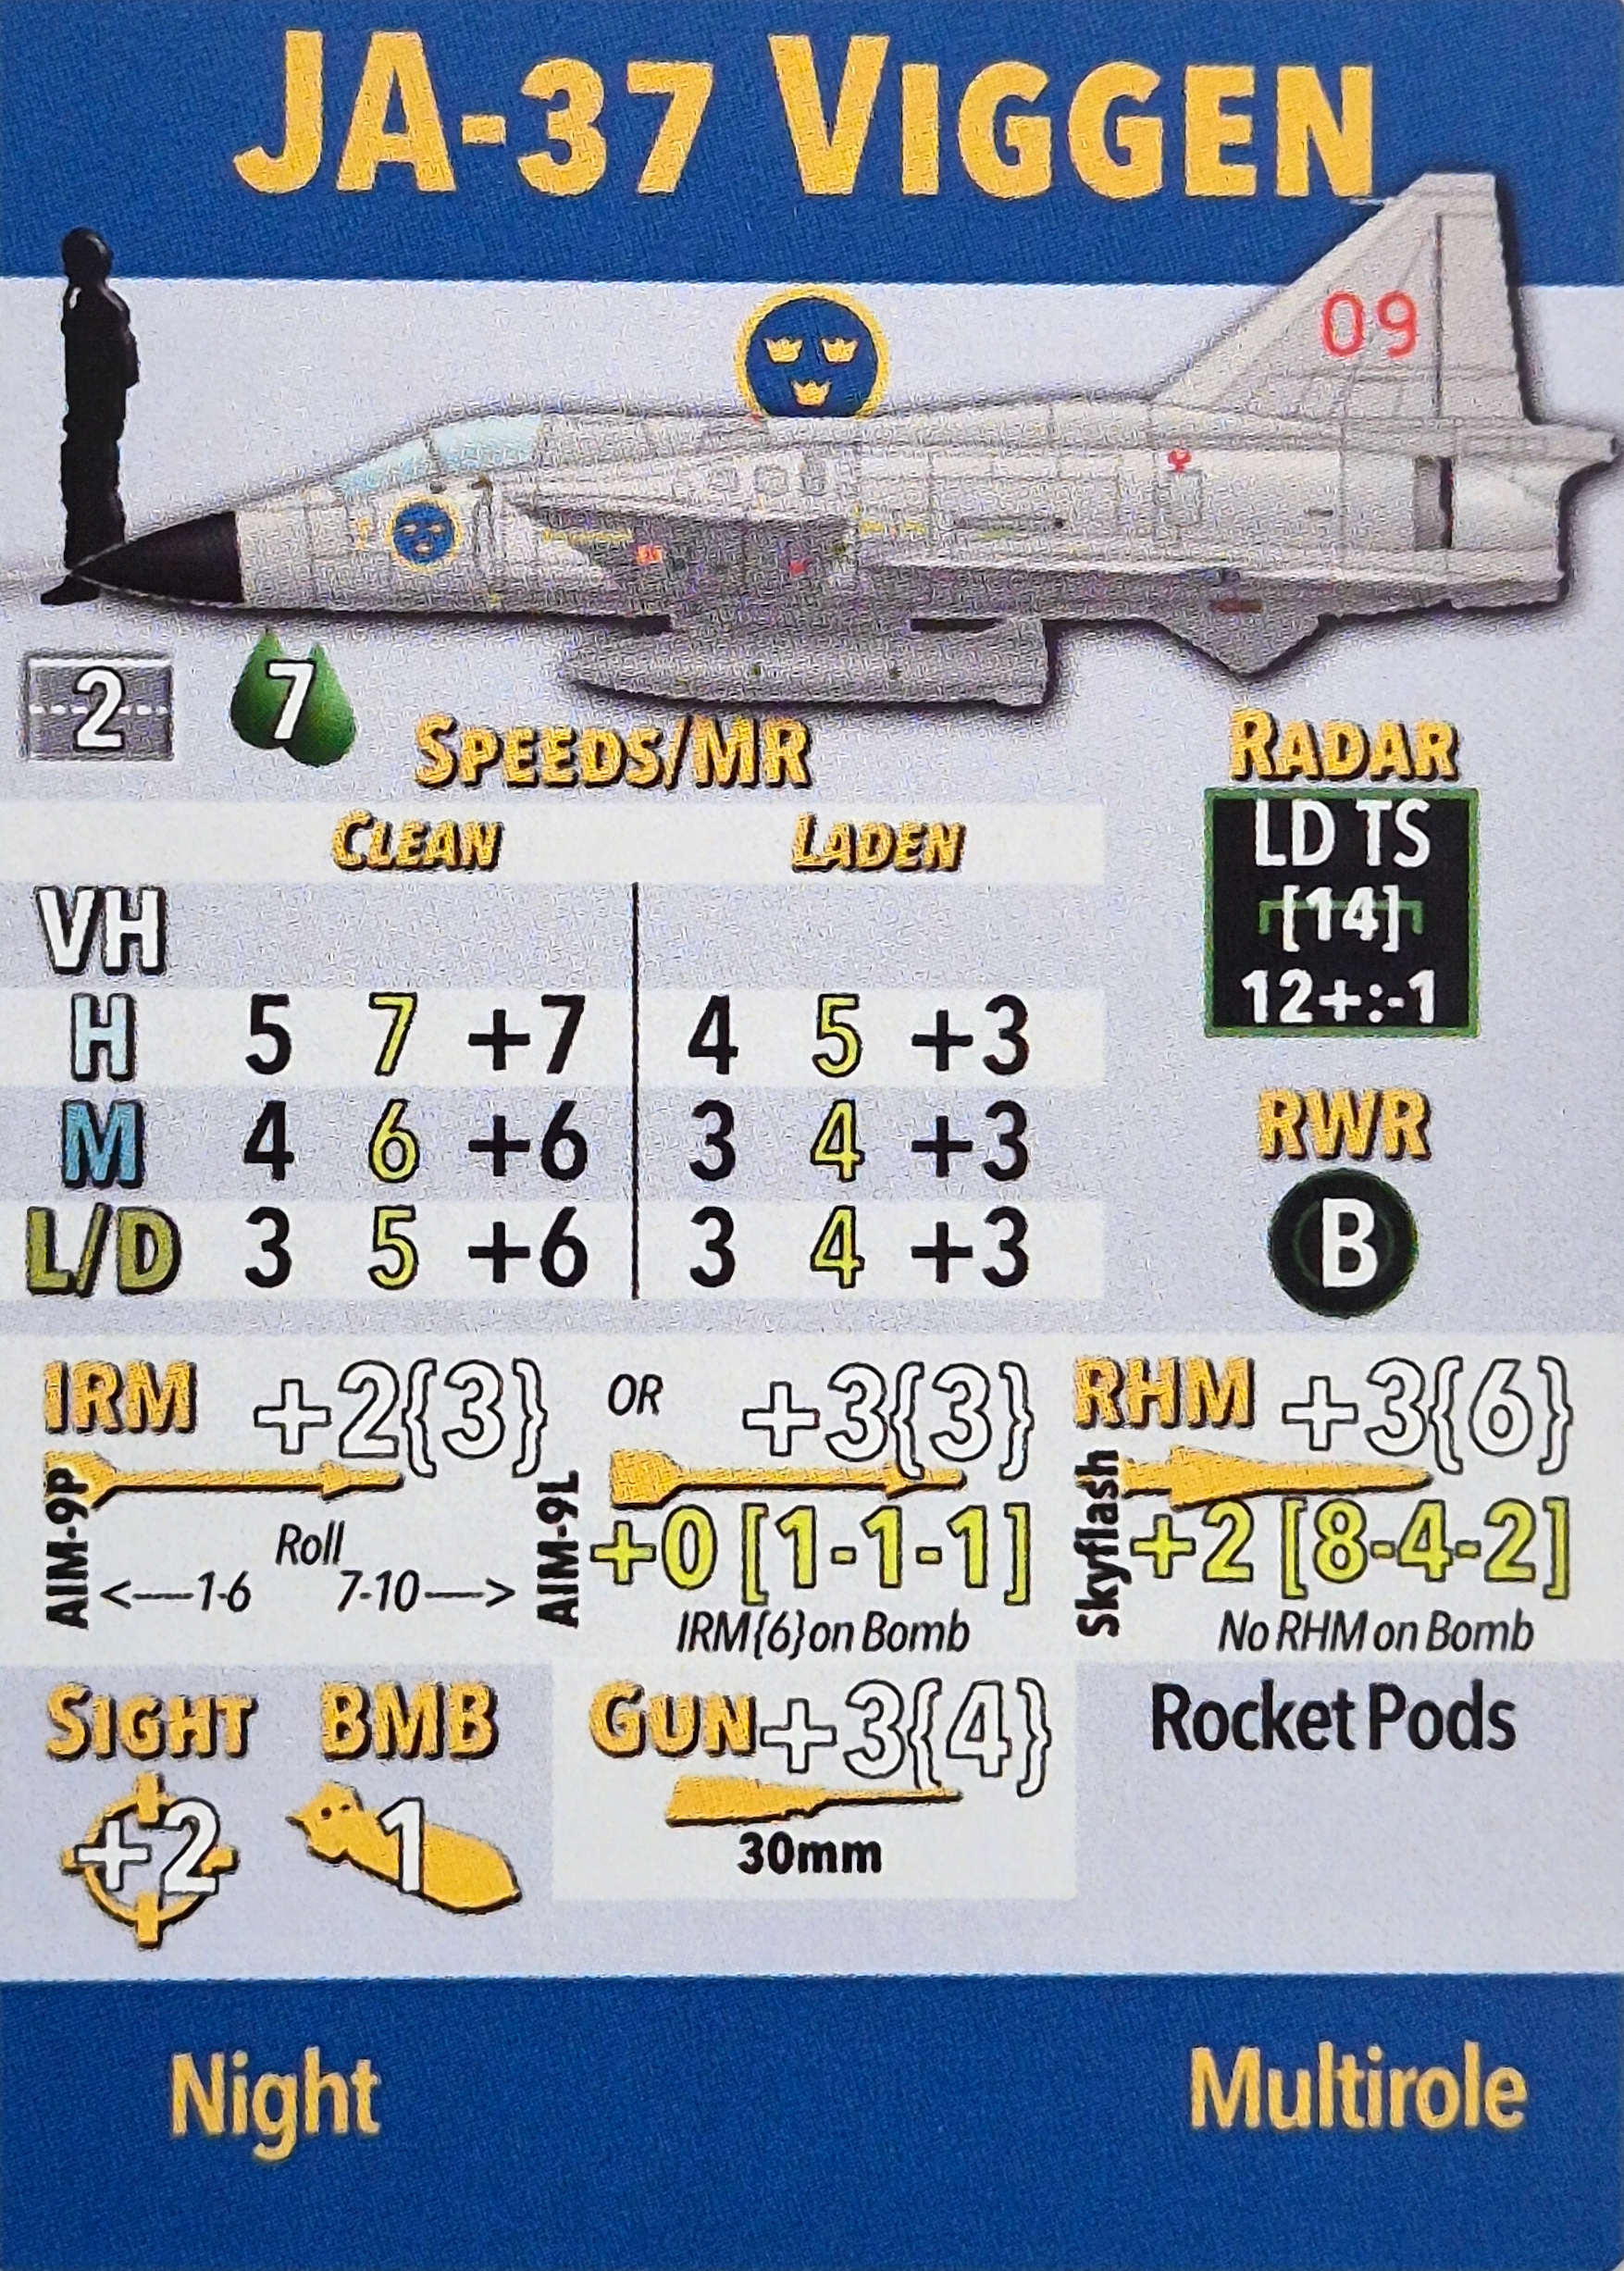 JA-37 VIGGEN
09
2 7
SPEEDS/MR
CLEAN LADEN
VH
H 5 7 +7 4 5 +3
M 4 6 +6 3 4 +3
L/D 3 5 +6 3 4 +3
RADAR
LD TS
[14]
12+:-1
RWR
B
IRM +2{3} OR +3{3} RHM +3{6}
AIM-9P
Roll
<----1-6 7-10---->
AIM-9L
+0 [1-1-1]
IRM{6}on Bomb
Skyflash
+2 [8-4-2]
No RHM on Bomb
SIGHT BMB GUN +3{4} Rocket Pods
+2 1
30mm
Night Multirole